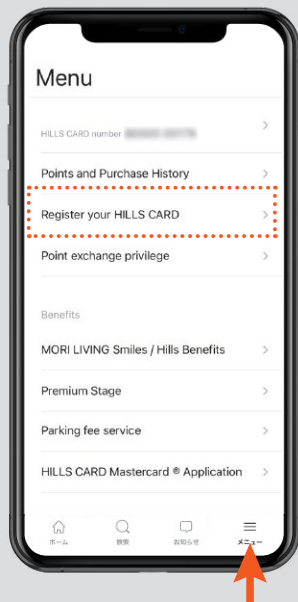 Menu
HILLS CARD number
Points and Purchase History
Register your HILLS CARD
Point exchange privilege
Benefits
MORI LIVING Smiles / Hills Benefits
Premium Stage
Parking fee service
HILLS CARD Mastercard ® Application
ホーム 検索 お知らせ メニュー